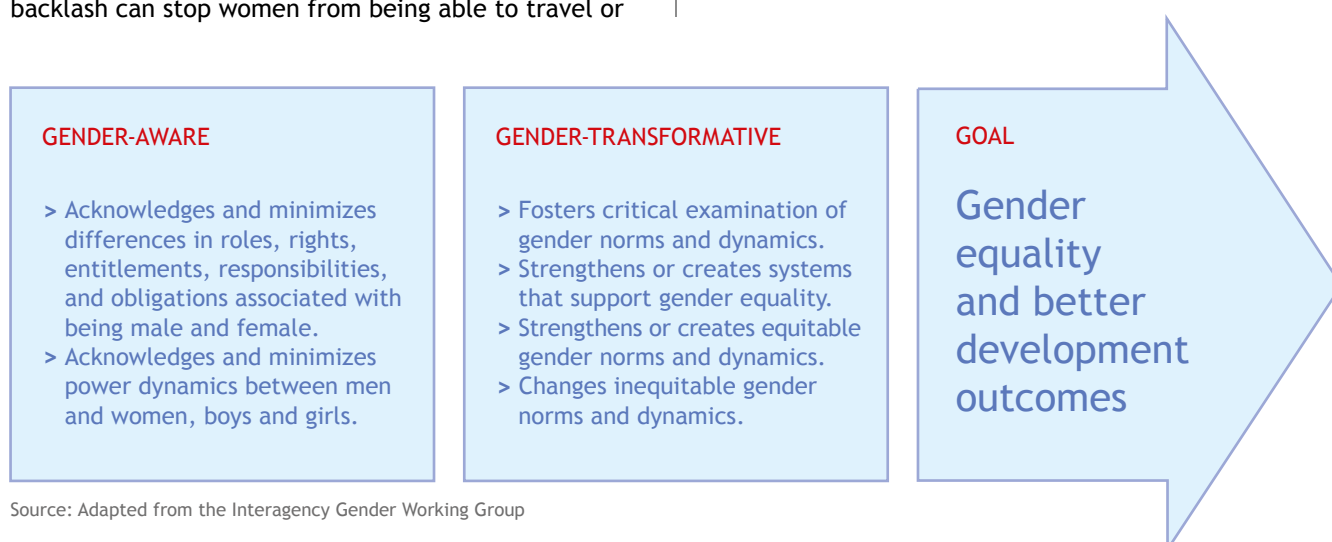 backlash can stop women from being able to travel or
GENDER-AWARE
> Acknowledges and minimizes
differences in roles, rights,
entitlements, responsibilities,
and obligations associated with
being male and female.
> Acknowledges and minimizes
power dynamics between men
and women, boys and girls.
GENDER-TRANSFORMATIVE
> Fosters critical examination of
gender norms and dynamics.
> Strengthens or creates systems
that support gender equality.
> Strengthens or creates equitable
gender norms and dynamics.
> Changes inequitable gender
norms and dynamics.
GOAL
Gender
equality
and better
development
outcomes
Source: Adapted from the Interagency Gender Working Group